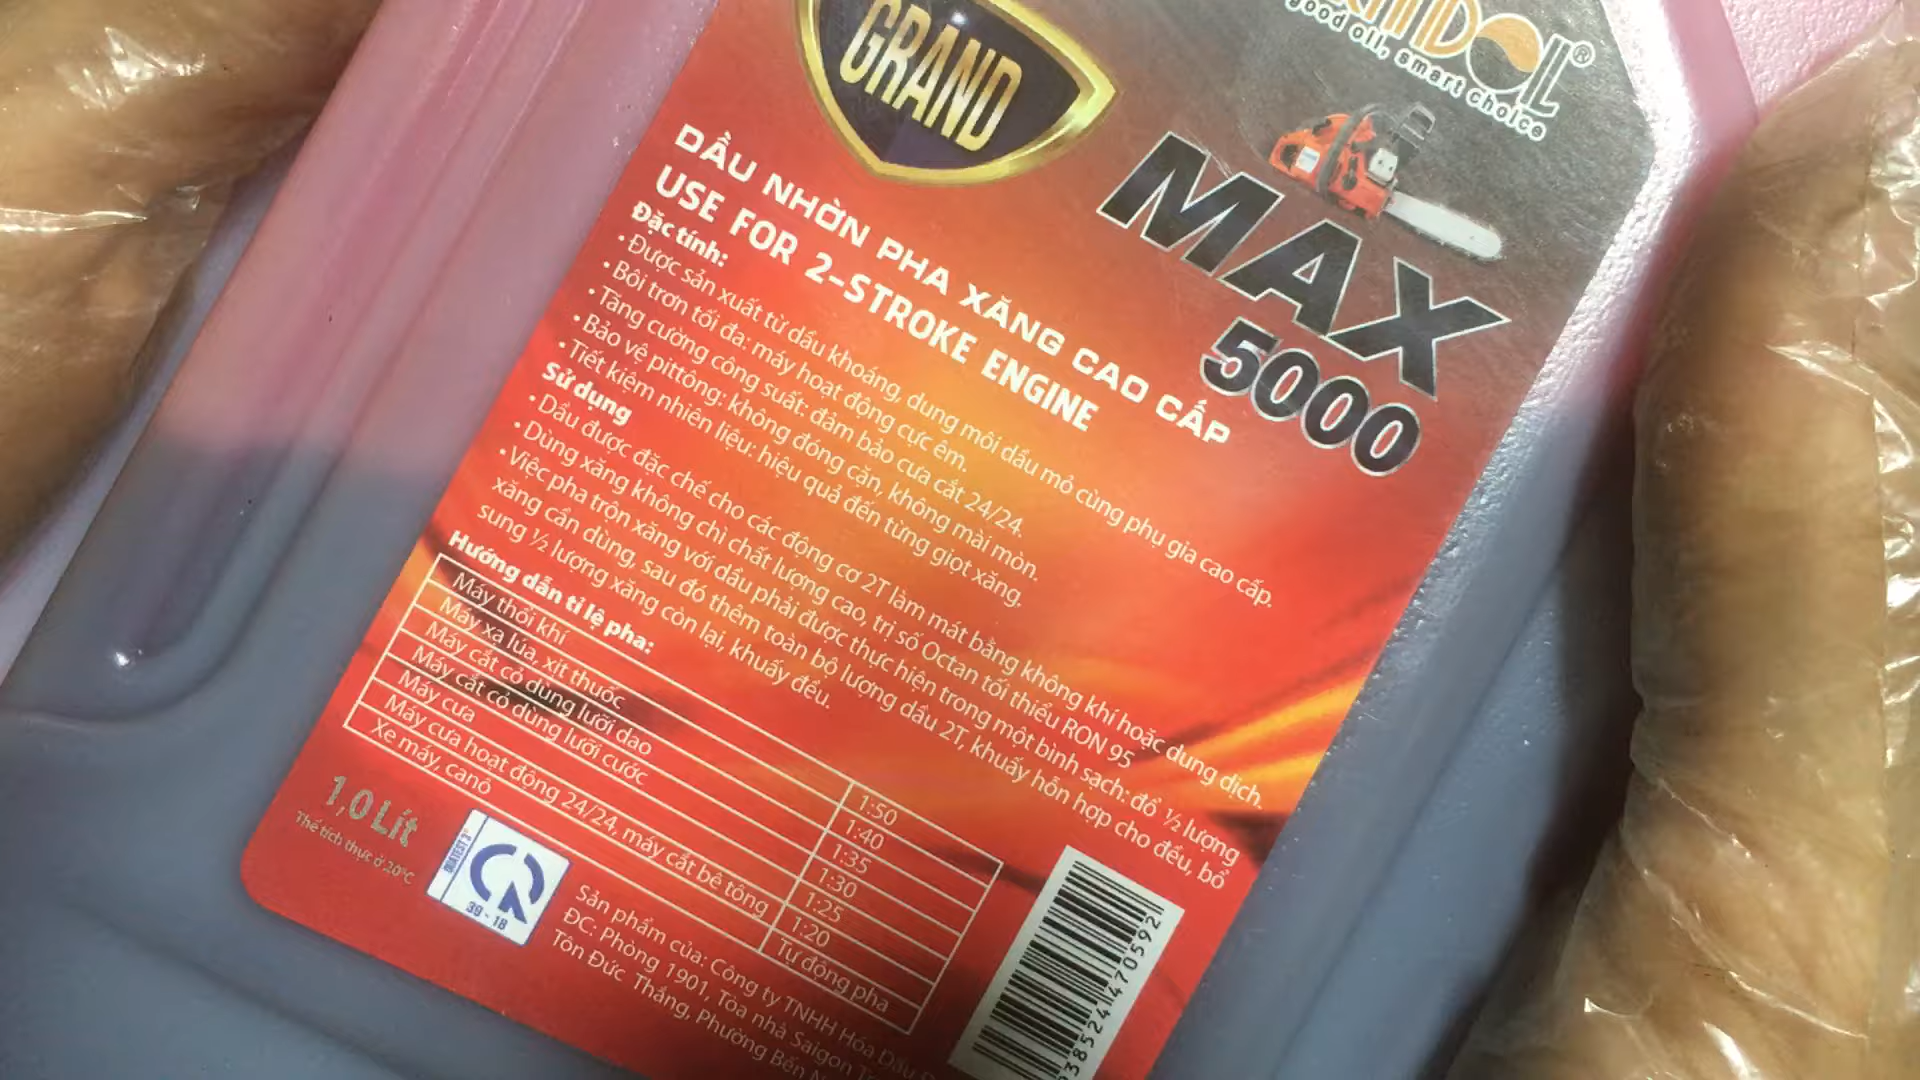 GRAND
good oil, smart choice
MAX
5000
DẦU NHỜN PHA XĂNG CAO CẤP
USE FOR 2-STROKE ENGINE
Đặc tính:
• Được sản xuất từ dầu khoáng, dung môi dầu mỏ cùng phụ gia cao cấp.
• Bôi trơn tối đa: máy hoạt động cực êm.
• Tăng cường công suất: đảm bảo cưa cắt 24/24.
• Bảo vệ pittông: không đóng cặn, không mài mòn.
• Tiết kiệm nhiên liệu: hiệu quả đến từng giọt xăng.
Sử dụng
• Dầu được đặc chế cho các động cơ 2T làm mát bằng không khí hoặc dung dịch.
• Dùng xăng không chì chất lượng cao, trị số Octan tối thiểu RON 95
• Việc pha trộn xăng với dầu phải được thực hiện trong một bình sạch: đổ ½ lượng
xăng cần dùng, sau đó thêm toàn bộ lượng dầu 2T, khuấy hỗn hợp cho đều, bổ
sung ½ lượng xăng còn lại, khuấy đều.
Hướng dẫn tỉ lệ pha:
Máy thổi khí 1:50
Máy xạ lúa, xịt thuốc 1:40
Máy cắt cỏ dùng lưỡi dao 1:35
Máy cắt cỏ dùng lưỡi cước 1:30
Máy cưa 1:25
Máy cưa hoạt động 24/24, máy cắt bê tông 1:20
Xe máy, canô Tự động pha
1,0 Lít
Thể tích thực ở 20°C
QUATEST 3
39 - 18
Sản phẩm của: Công ty TNHH Hóa Dầu
ĐC: Phòng 1901, Tòa nhà Saigon
Tôn Đức Thắng, Phường Bến
38524 470592